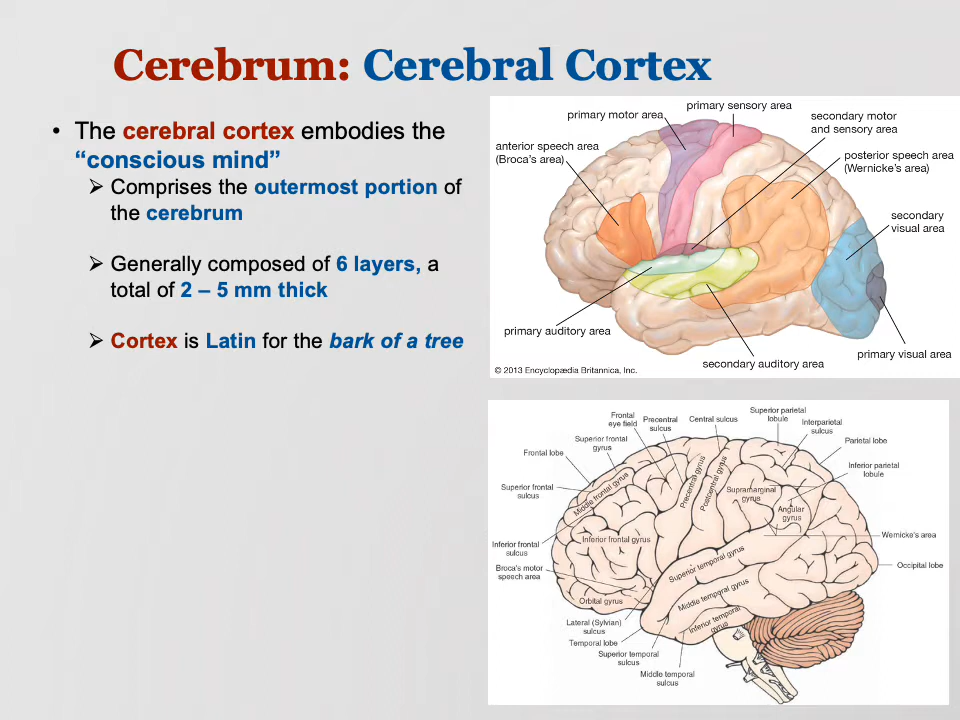 Cerebrum: Cerebral Cortex
• The cerebral cortex embodies the
“conscious mind”
➢ Comprises the outermost portion of
the cerebrum
➢ Generally composed of 6 layers, a
total of 2 – 5 mm thick
➢ Cortex is Latin for the bark of a tree
primary sensory area
primary motor area
secondary motor
and sensory area
anterior speech area
(Broca's area)
posterior speech area
(Wernicke's area)
secondary
visual area
primary auditory area
primary visual area
secondary auditory area
© 2013 Encyclopædia Britannica, Inc.
Superior parietal
lobule
Frontal
eye field
Precentral
sulcus
Central sulcus
Interparietal
sulcus
Superior frontal
gyrus
Parietal lobe
Frontal lobe
Inferior parietal
lobule
Superior frontal
sulcus
Middle frontal gyrus
Precentral gyrus
Postcentral gyrus
Supramarginal
gyrus
Angular
gyrus
Inferior frontal
sulcus
Inferior frontal gyrus
Wernicke's area
Broca's motor
speech area
Superior temporal gyrus
Occipital lobe
Orbital gyrus
Middle temporal gyrus
Inferior temporal
gyrus
Lateral (Sylvian)
sulcus
Temporal lobe
Superior temporal
sulcus
Middle temporal
sulcus